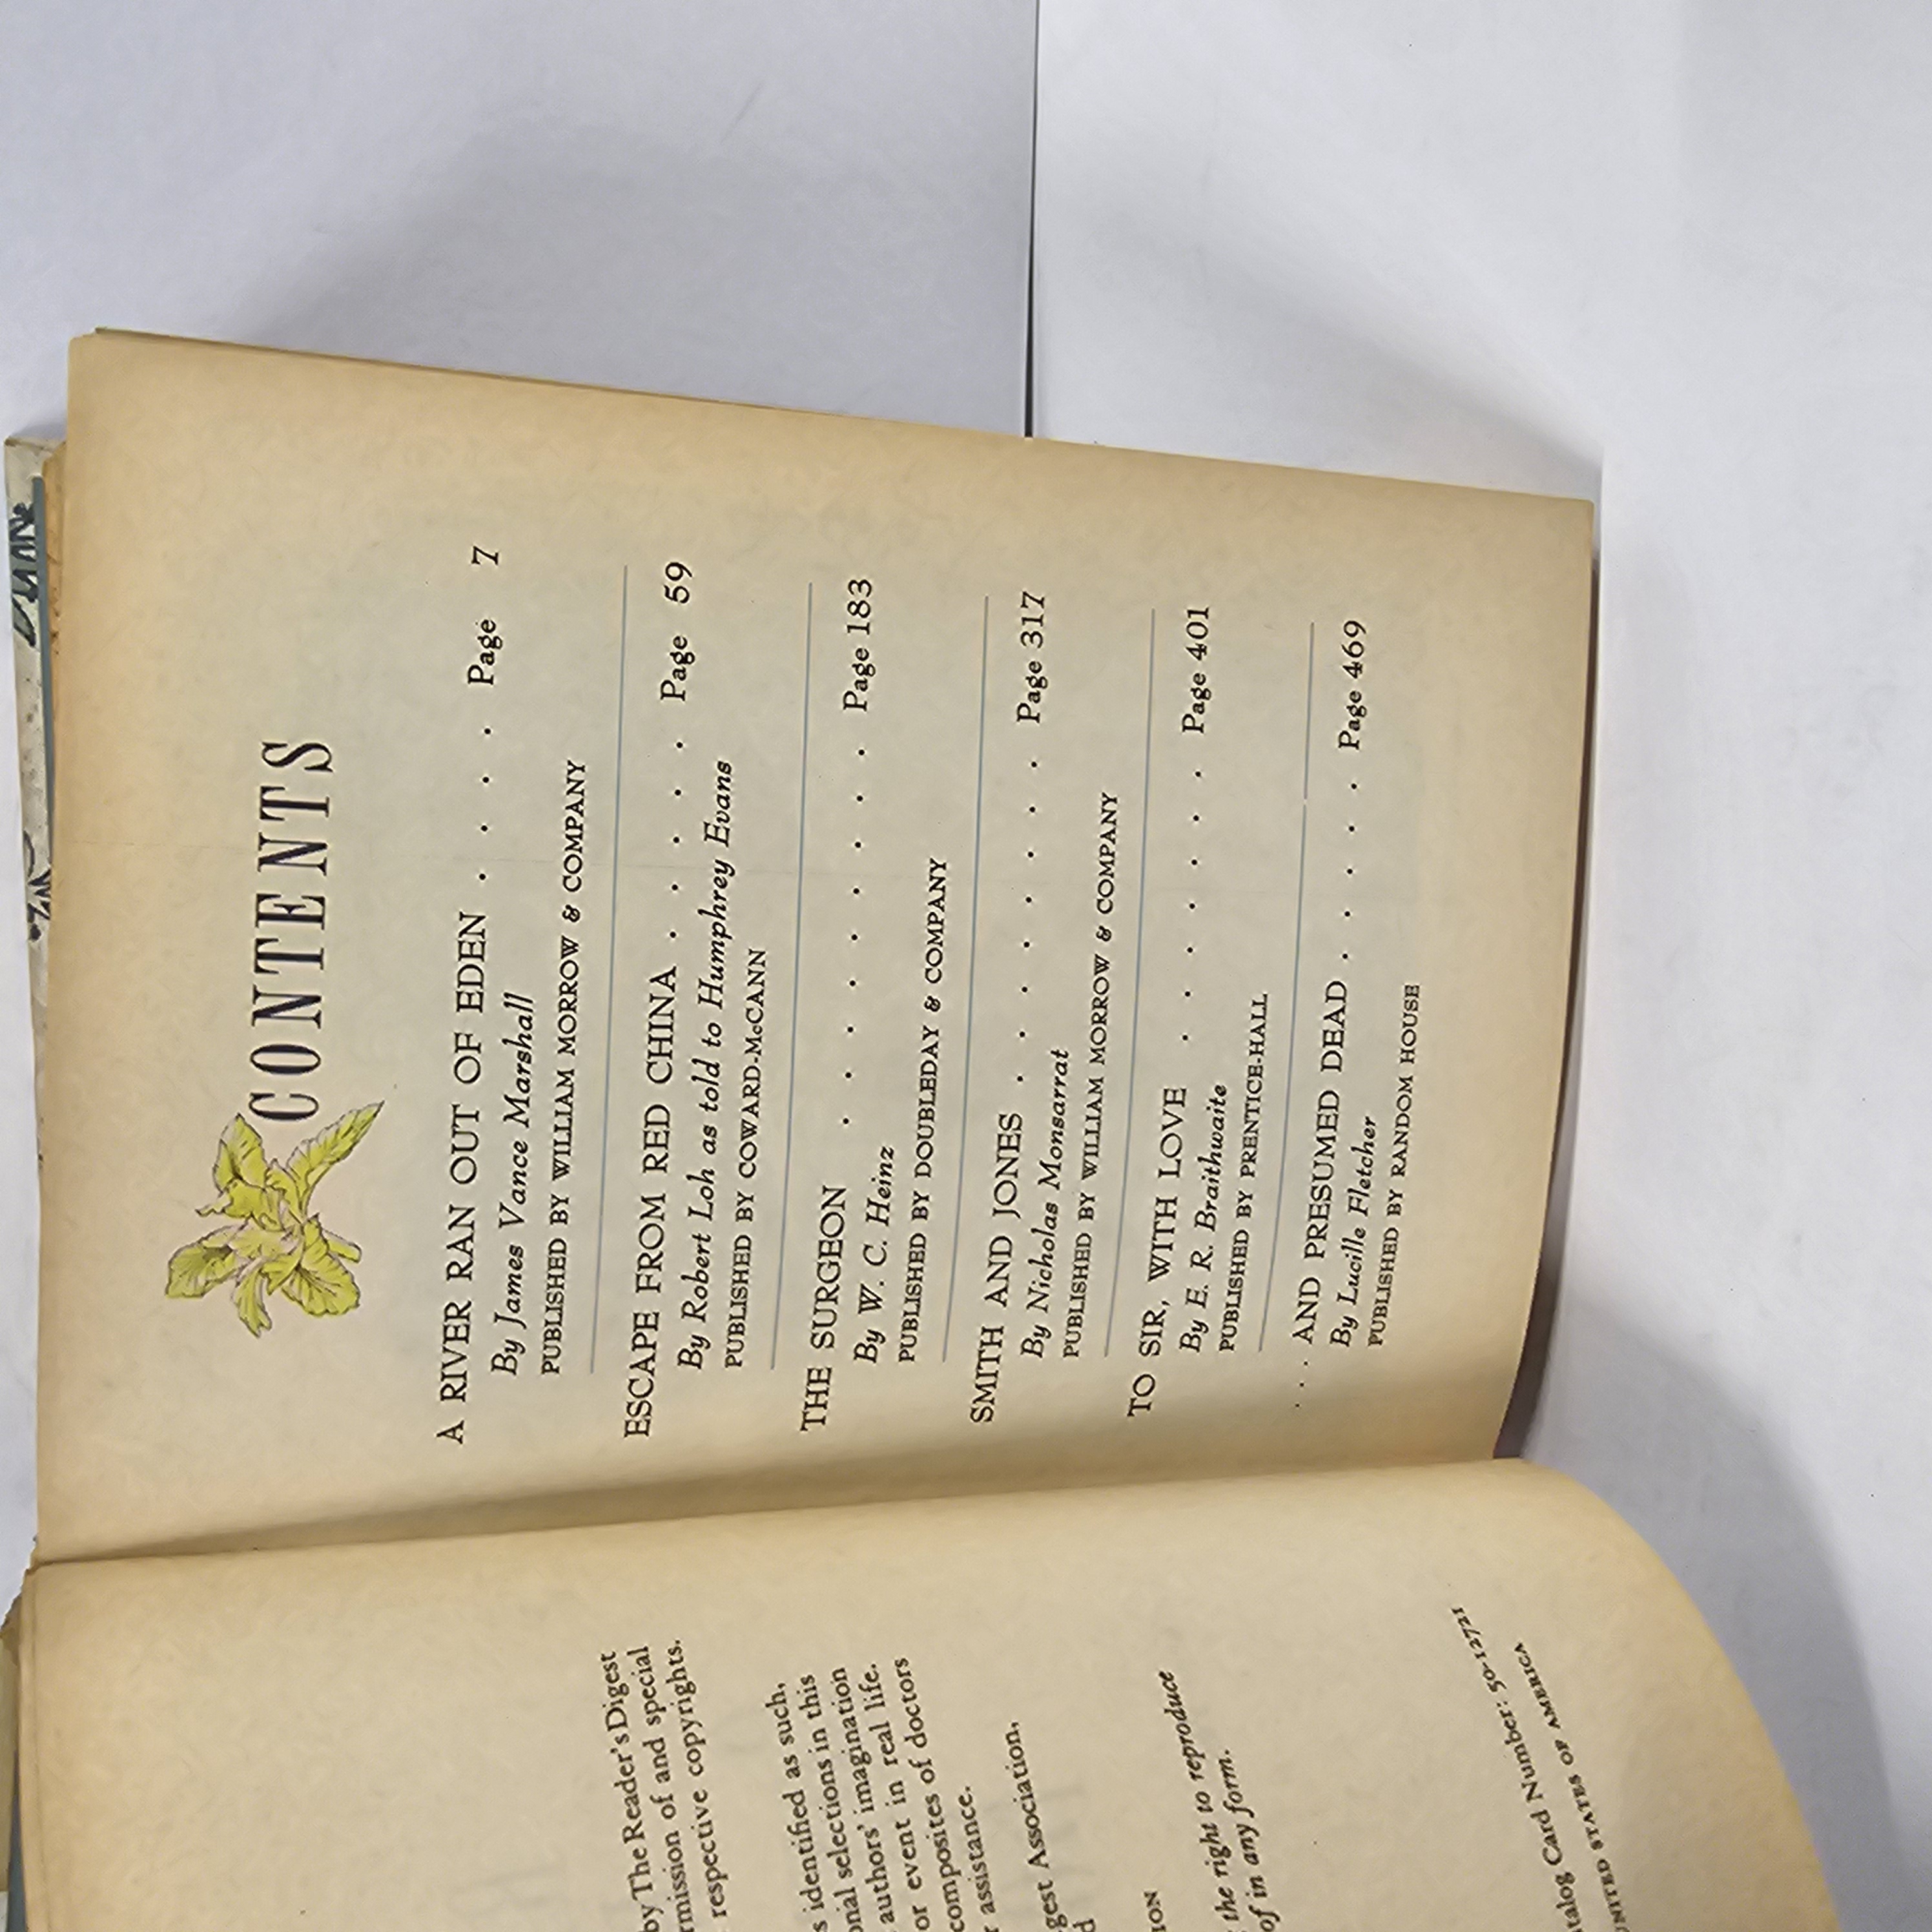 by The Reader's Digest
rmission of and special
respective copyrights.
s identified as such,
onal selections in this
authors' imagination
or event in real life.
composites of doctors
r assistance.
gest Association,
d
ION
the right to reproduce
of in any form.
talog Card Number: 50-12721
UNITED STATES OF AMERICA
CONTENTS
A RIVER RAN OUT OF EDEN . . . . Page 7
By James Vance Marshall
PUBLISHED BY WILLIAM MORROW & COMPANY
ESCAPE FROM RED CHINA . . . . . Page 59
By Robert Loh as told to Humphrey Evans
PUBLISHED BY COWARD-McCANN
THE SURGEON . . . . . . . . . Page 183
By W. C. Heinz
PUBLISHED BY DOUBLEDAY & COMPANY
SMITH AND JONES . . . . . . . . Page 317
By Nicholas Monsarrat
PUBLISHED BY WILLIAM MORROW & COMPANY
TO SIR, WITH LOVE . . . . . . . Page 401
By E. R. Braithwaite
PUBLISHED BY PRENTICE-HALL
. . . AND PRESUMED DEAD . . . . . Page 469
By Lucille Fletcher
PUBLISHED BY RANDOM HOUSE